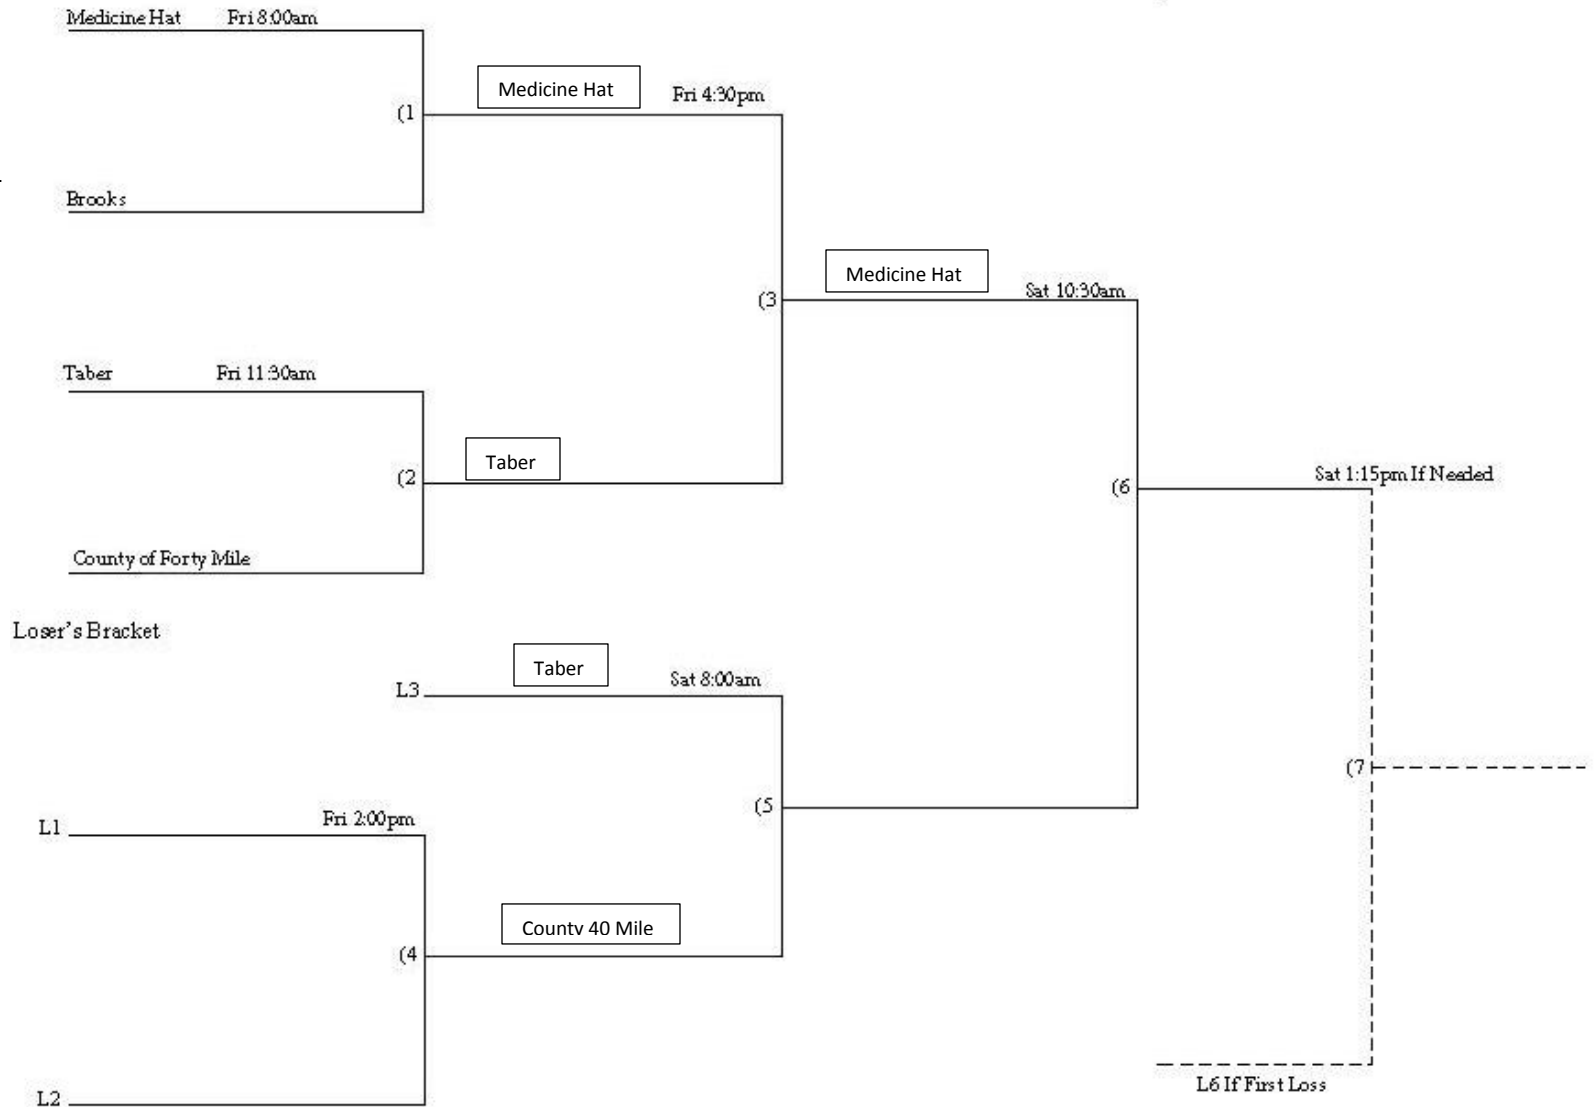 Medicine Hat Fri 8:00am
Medicine Hat
Fri 4:30pm
(1
Brooks
Medicine Hat
Sat 10:30am
(3
Taber Fri 11:30am
Taber
(2
Sat 1:15pm If Needed
(6
County of Forty Mile
Loser's Bracket
Taber
Sat 8:00am
L3
(7
(5
Fri 2:00pm
L1
County 40 Mile
(4
L6 If First Loss
L2